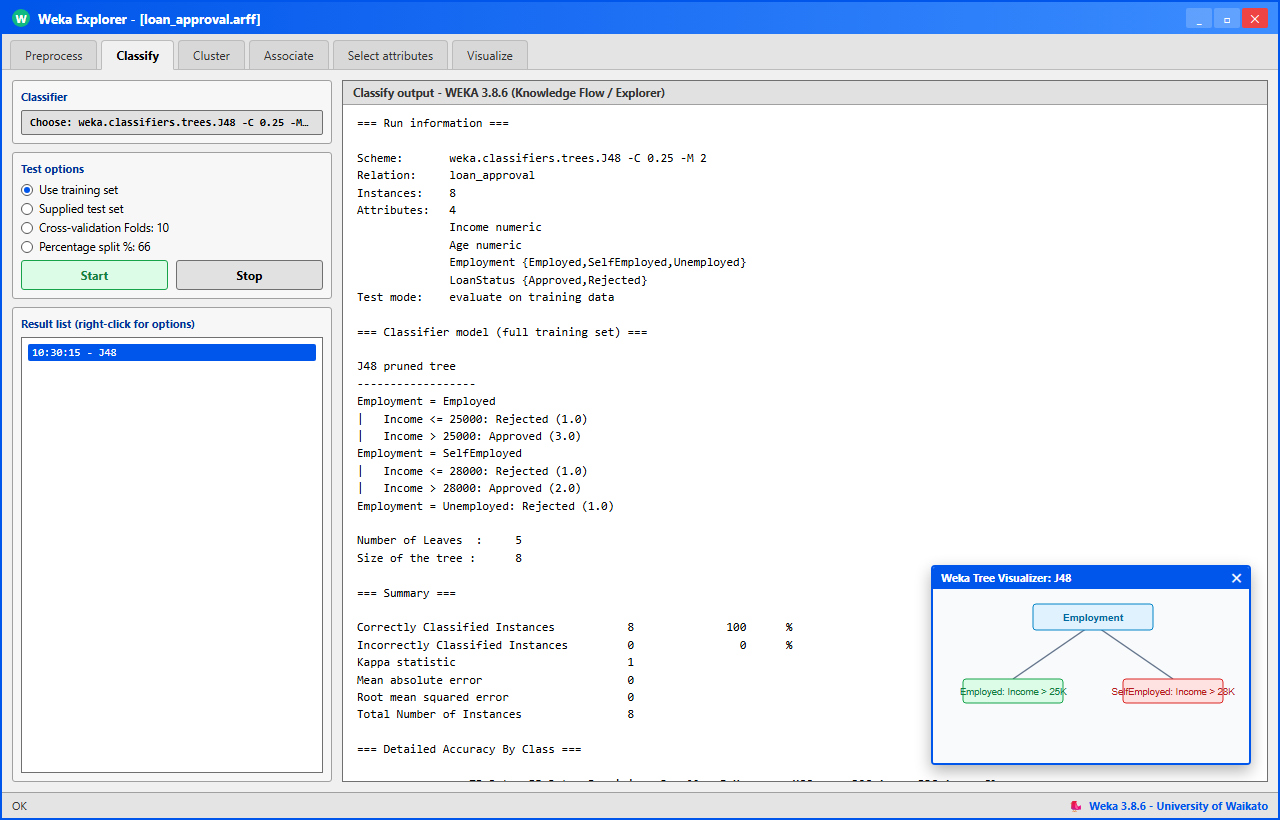 Weka Explorer - [loan_approval.arff]
Preprocess
Classify
Cluster
Associate
Select attributes
Visualize
Classifier
Choose: weka.classifiers.trees.J48 -C 0.25 -M…
Test options
Use training set
Supplied test set
Cross-validation Folds: 10
Percentage split %: 66
Start
Stop
Result list (right-click for options)
10:30:15 - J48
Classify output - WEKA 3.8.6 (Knowledge Flow / Explorer)
=== Run information ===
Scheme: weka.classifiers.trees.J48 -C 0.25 -M 2
Relation: loan_approval
Instances: 8
Attributes: 4
Income numeric
Age numeric
Employment {Employed,SelfEmployed,Unemployed}
LoanStatus {Approved,Rejected}
Test mode: evaluate on training data
=== Classifier model (full training set) ===
J48 pruned tree
------------------
Employment = Employed
| Income <= 25000: Rejected (1.0)
| Income > 25000: Approved (3.0)
Employment = SelfEmployed
| Income <= 28000: Rejected (1.0)
| Income > 28000: Approved (2.0)
Employment = Unemployed: Rejected (1.0)
Number of Leaves : 5
Size of the tree : 8
=== Summary ===
Correctly Classified Instances 8 100 %
Incorrectly Classified Instances 0 0 %
Kappa statistic 1
Mean absolute error 0
Root mean squared error 0
Total Number of Instances 8
=== Detailed Accuracy By Class ===
Weka Tree Visualizer: J48
Employment
Employed: Income > 25K
SelfEmployed: Income > 28K
OK
Weka 3.8.6 - University of Waikato